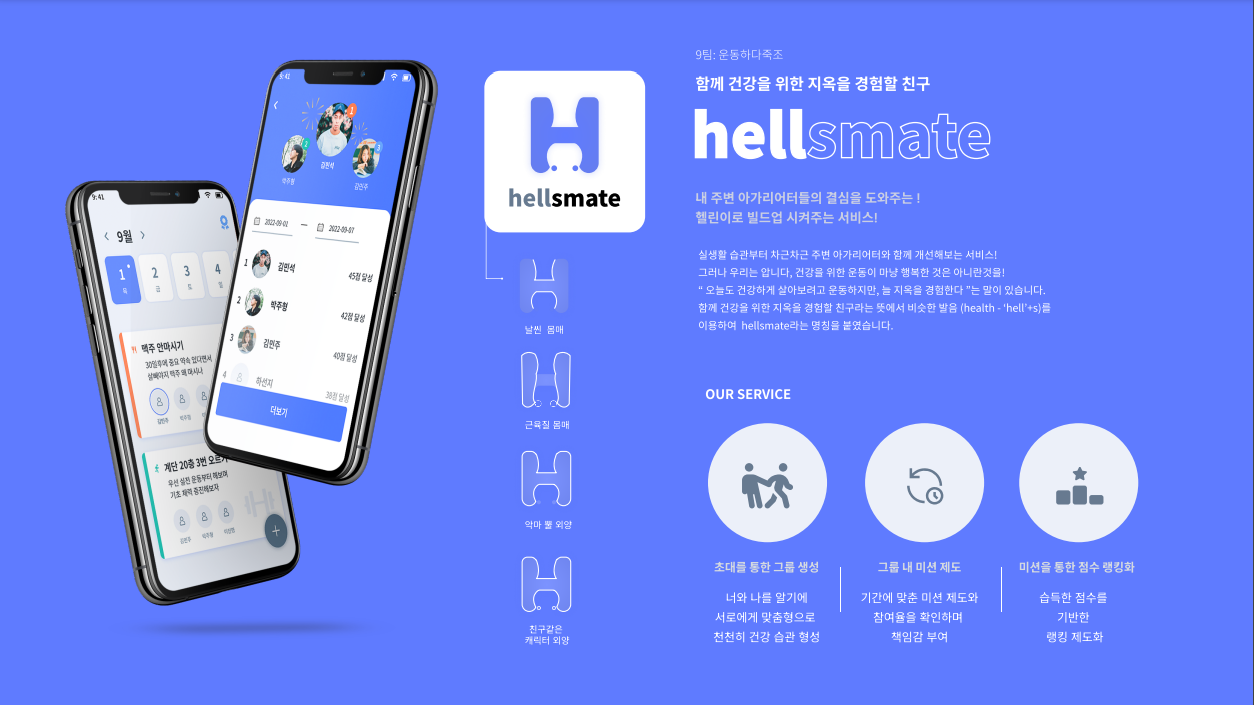 9팀: 운동하다죽조
함께 건강을 위한 지옥을 경험할 친구
hellsmate
내 주변 아가리어터들의 결심을 도와주는 !
헬린이로 빌드업 시켜주는 서비스!
실생활 습관부터 차근차근 주변 아가리어터와 함께 개선해보는 서비스!
그러나 우리는 압니다, 건강을 위한 운동이 마냥 행복한 것은 아니란것을!
“ 오늘도 건강하게 살아보려고 운동하지만, 늘 지옥을 경험한다 ”는 말이 있습니다.
함께 건강을 위한 지옥을 경험할 친구라는 뜻에서 비슷한 발음 (health - ‘hell’+s)를
이용하여 hellsmate라는 명칭을 붙였습니다.
OUR SERVICE
초대를 통한 그룹 생성
너와 나를 알기에
서로에게 맞춤형으로
천천히 건강 습관 형성
그룹 내 미션 제도
기간에 맞춘 미션 제도와
참여율을 확인하며
책임감 부여
미션을 통한 점수 랭킹화
습득한 점수를
기반한
랭킹 제도화
hellsmate
날씬 몸매
근육질 몸매
악마 뿔 외양
친구같은
캐릭터 외양
9:41
1
김민석
1
박주형
3
김민주
2022-09-01 — 2022-09-07
1 김민석 45점 달성
2 박주형 42점 달성
3 김민주 40점 달성
4 하선지 38점 달성
더보기
9:41
9월
1 2 3 4
목 금 토 일
맥주 안마시기
30일후에 중요 약속 있다면서
살빼야지 맥주 왜 마시니
김민주 박주형
계단 20층 3번 오르기
우선 실전 운동부터 해보며
기초 체력 증진해보자
김민주 박주형